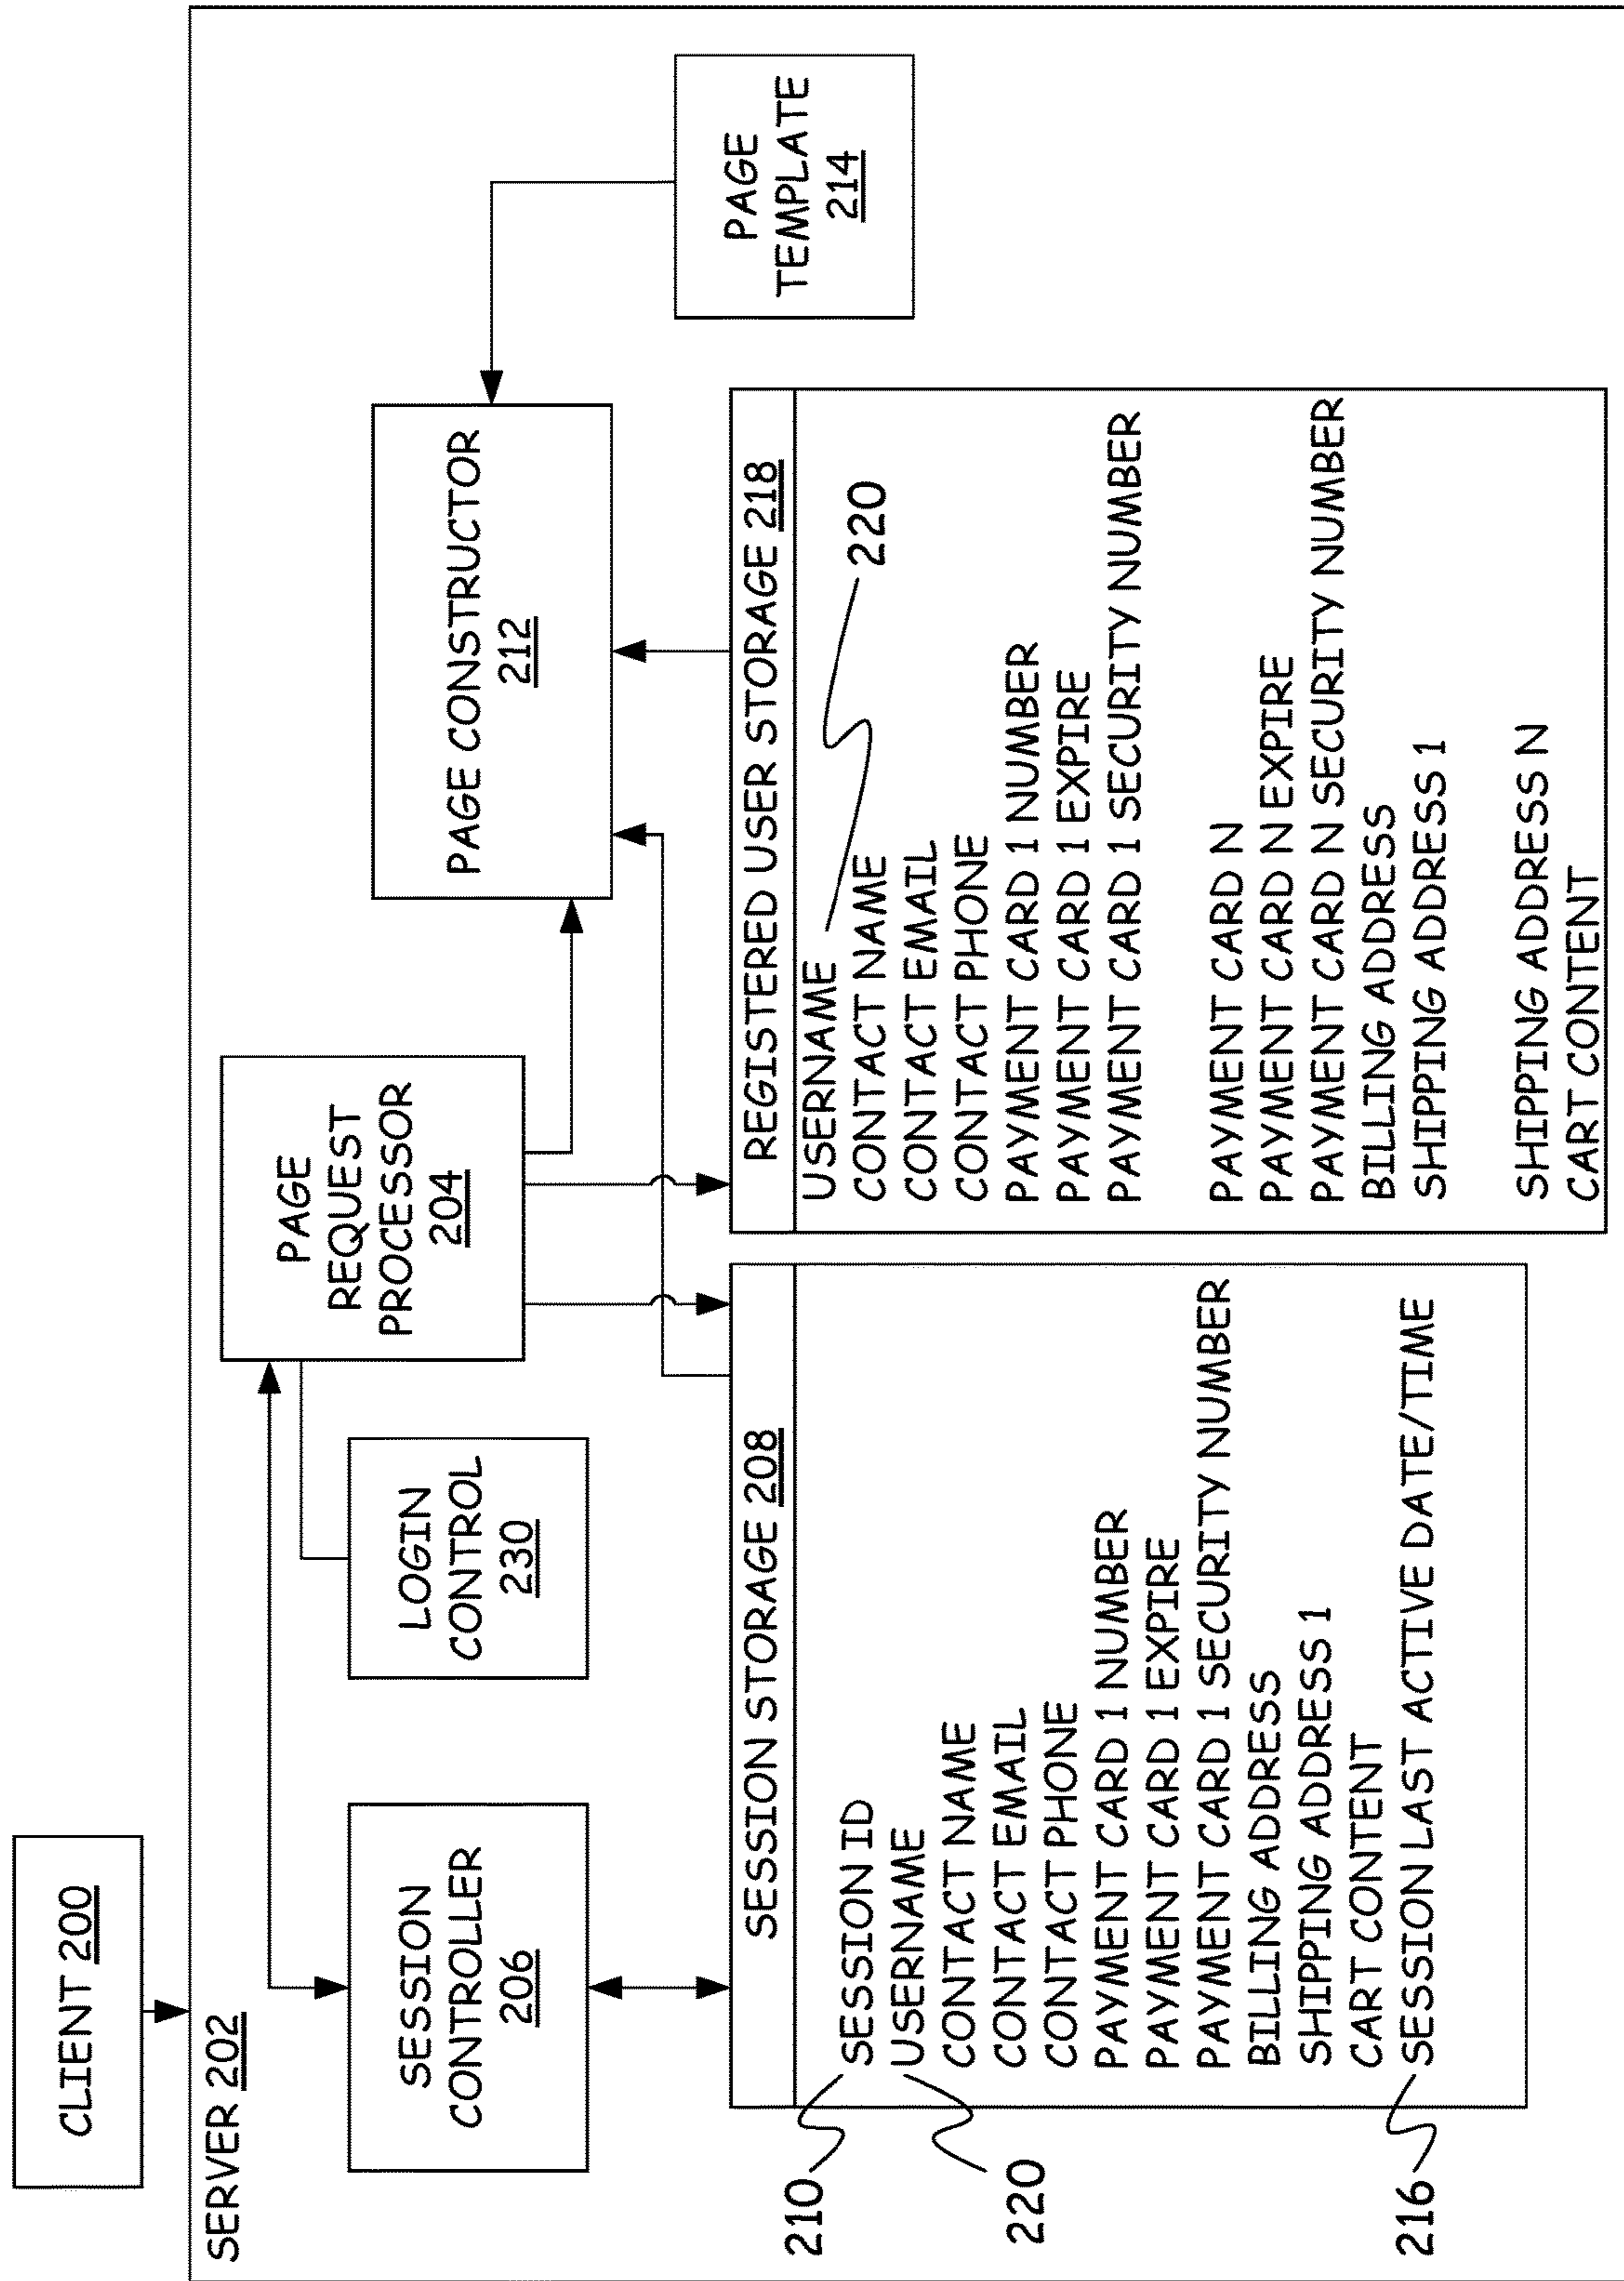 CLIENT 200
SERVER 202
PAGE
REQUEST
PROCESSOR
204
SESSION
CONTROLLER
206
LOGIN
CONTROL
230
PAGE CONSTRUCTOR
212
PAGE
TEMPLATE
214
SESSION STORAGE 208
210
SESSION ID
USERNAME
220
CONTACT NAME
CONTACT EMAIL
CONTACT PHONE
PAYMENT CARD 1 NUMBER
PAYMENT CARD 1 EXPIRE
PAYMENT CARD 1 SECURITY NUMBER
BILLING ADDRESS
SHIPPING ADDRESS 1
CART CONTENT
216
SESSION LAST ACTIVE DATE/TIME
REGISTERED USER STORAGE 218
USERNAME
220
CONTACT NAME
CONTACT EMAIL
CONTACT PHONE
PAYMENT CARD 1 NUMBER
PAYMENT CARD 1 EXPIRE
PAYMENT CARD 1 SECURITY NUMBER
PAYMENT CARD N
PAYMENT CARD N EXPIRE
PAYMENT CARD N SECURITY NUMBER
BILLING ADDRESS
SHIPPING ADDRESS 1
SHIPPING ADDRESS N
CART CONTENT